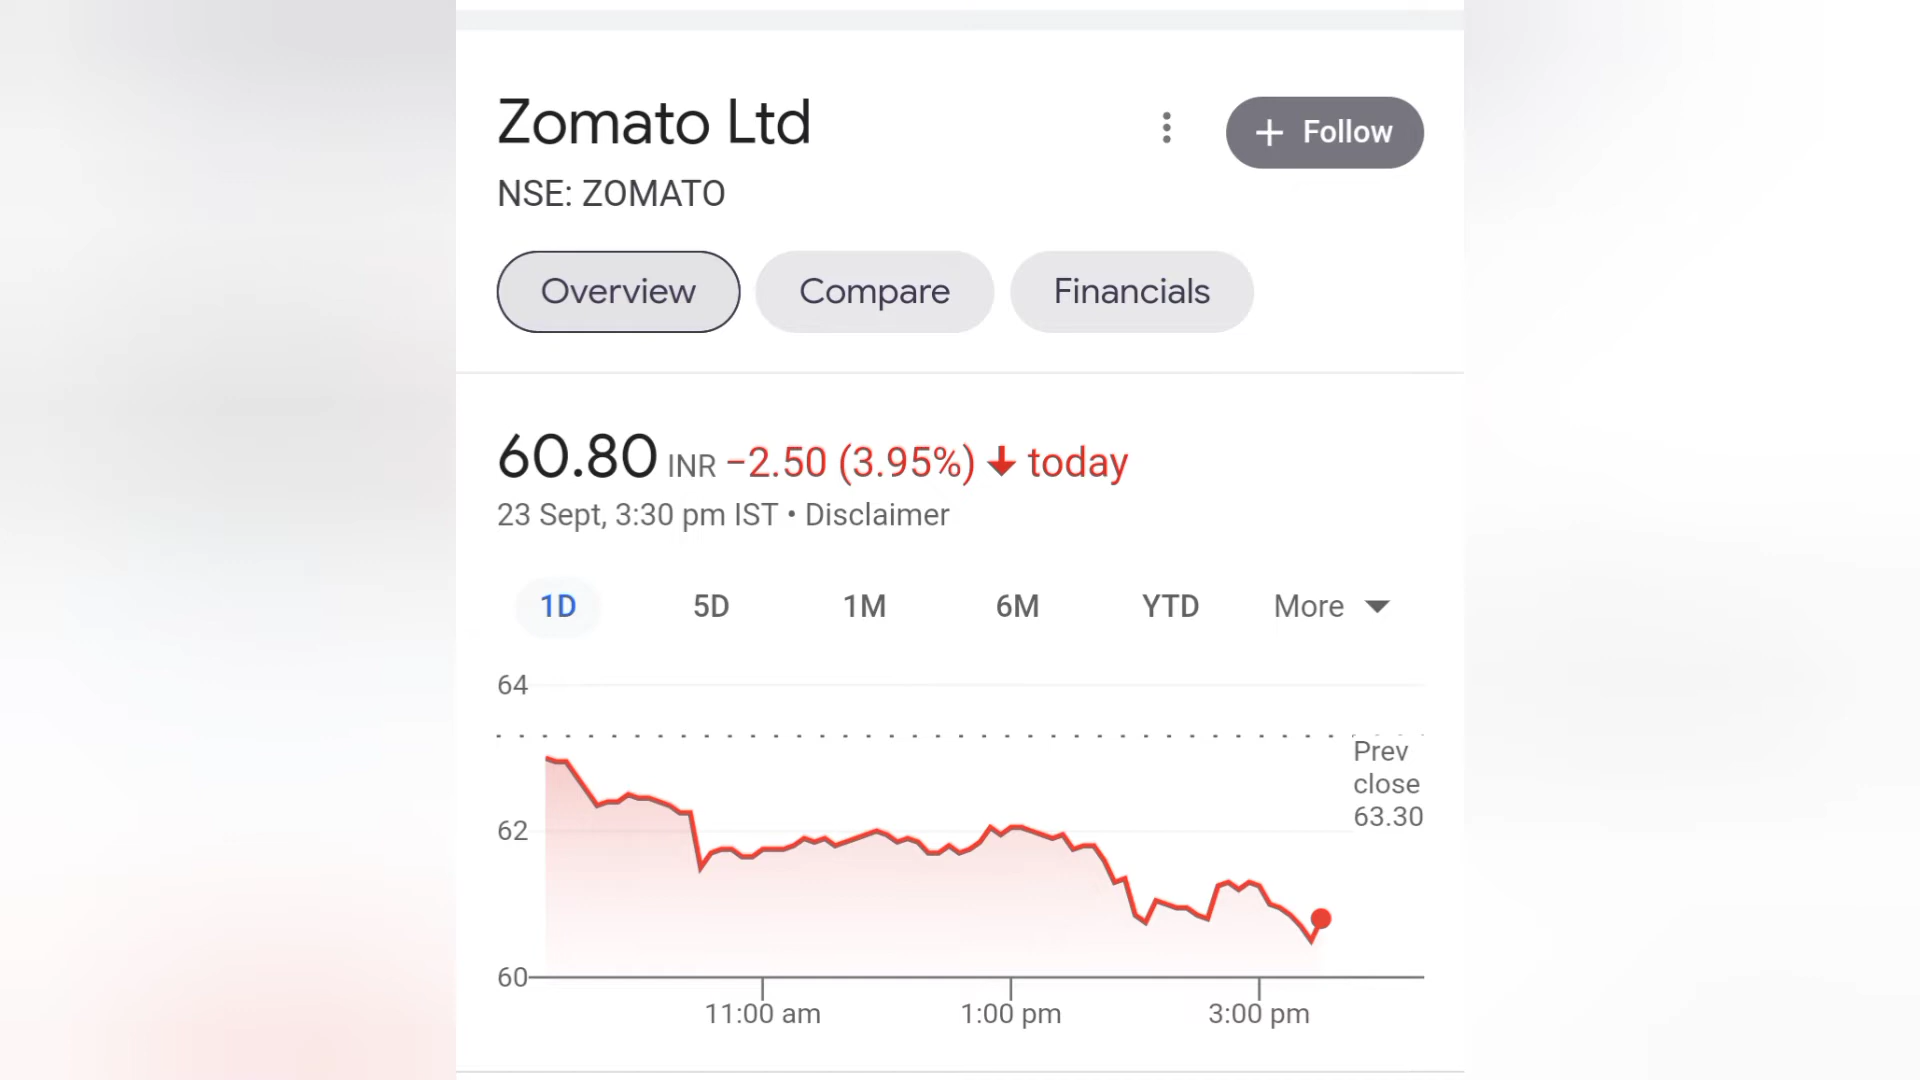 Zomato Ltd
+ Follow
NSE: ZOMATO
Overview Compare Financials
60.80 INR −2.50 (3.95%) ↓ today
23 Sept, 3:30 pm IST • Disclaimer
1D 5D 1M 6M YTD More
64
Prev
close
63.30
62
60
11:00 am 1:00 pm 3:00 pm